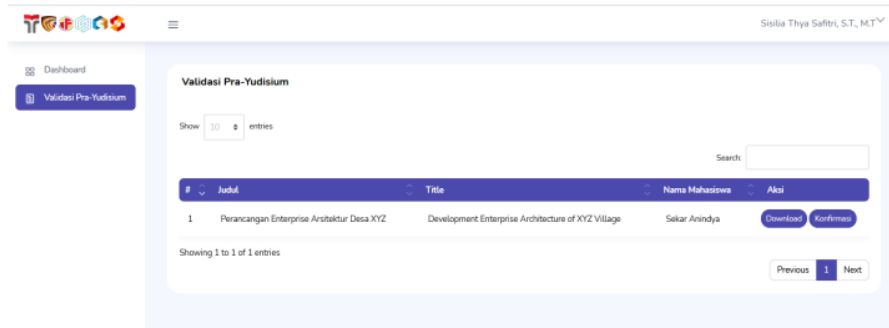 Sisilia Thya Safitri, S.T., M.T
Dashboard
Validasi Pra-Yudisium
Validasi Pra-Yudisium
Show 10 entries
Search:
# Judul Title Nama Mahasiswa Aksi
1 Perancangan Enterprise Arsitektur Desa XYZ Development Enterprise Architecture of XYZ Village Sekar Anindya Download Konfirmasi
Showing 1 to 1 of 1 entries
Previous 1 Next